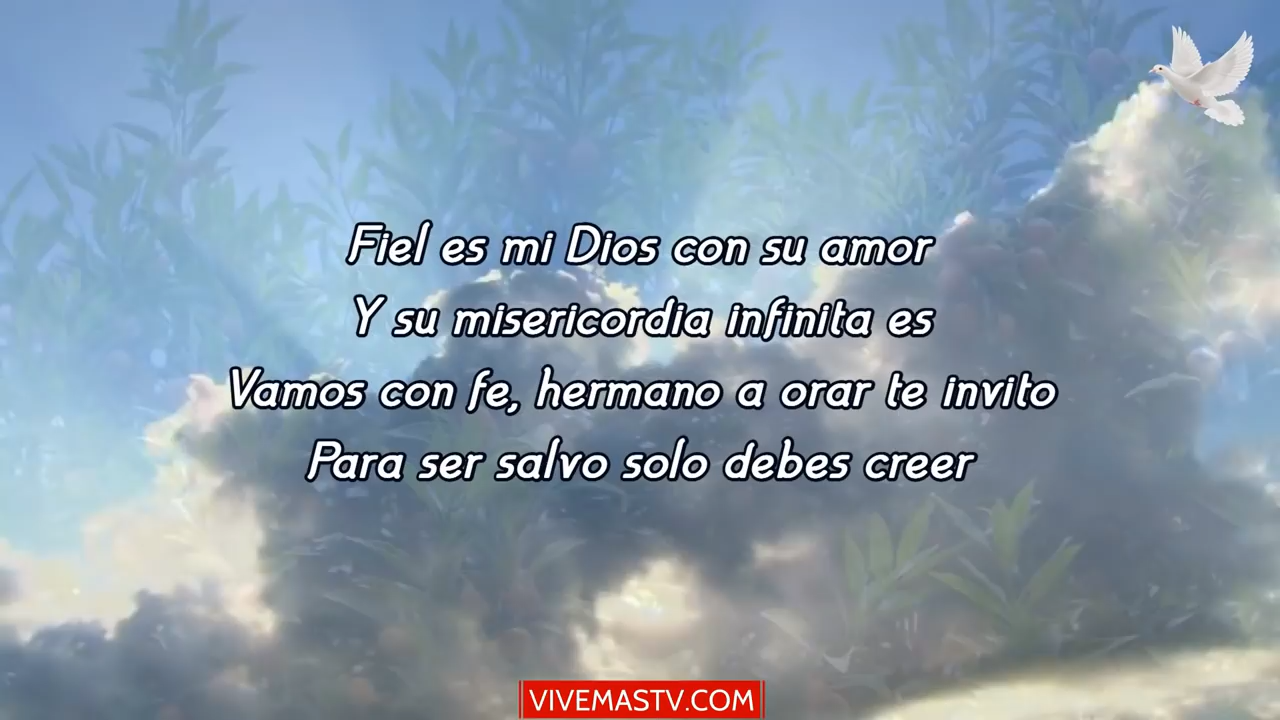 Fiel es mi Dios con su amor
Y su misericordia infinita es
Vamos con fe, hermano a orar te invito
Para ser salvo solo debes creer
VIVEMASTV.COM